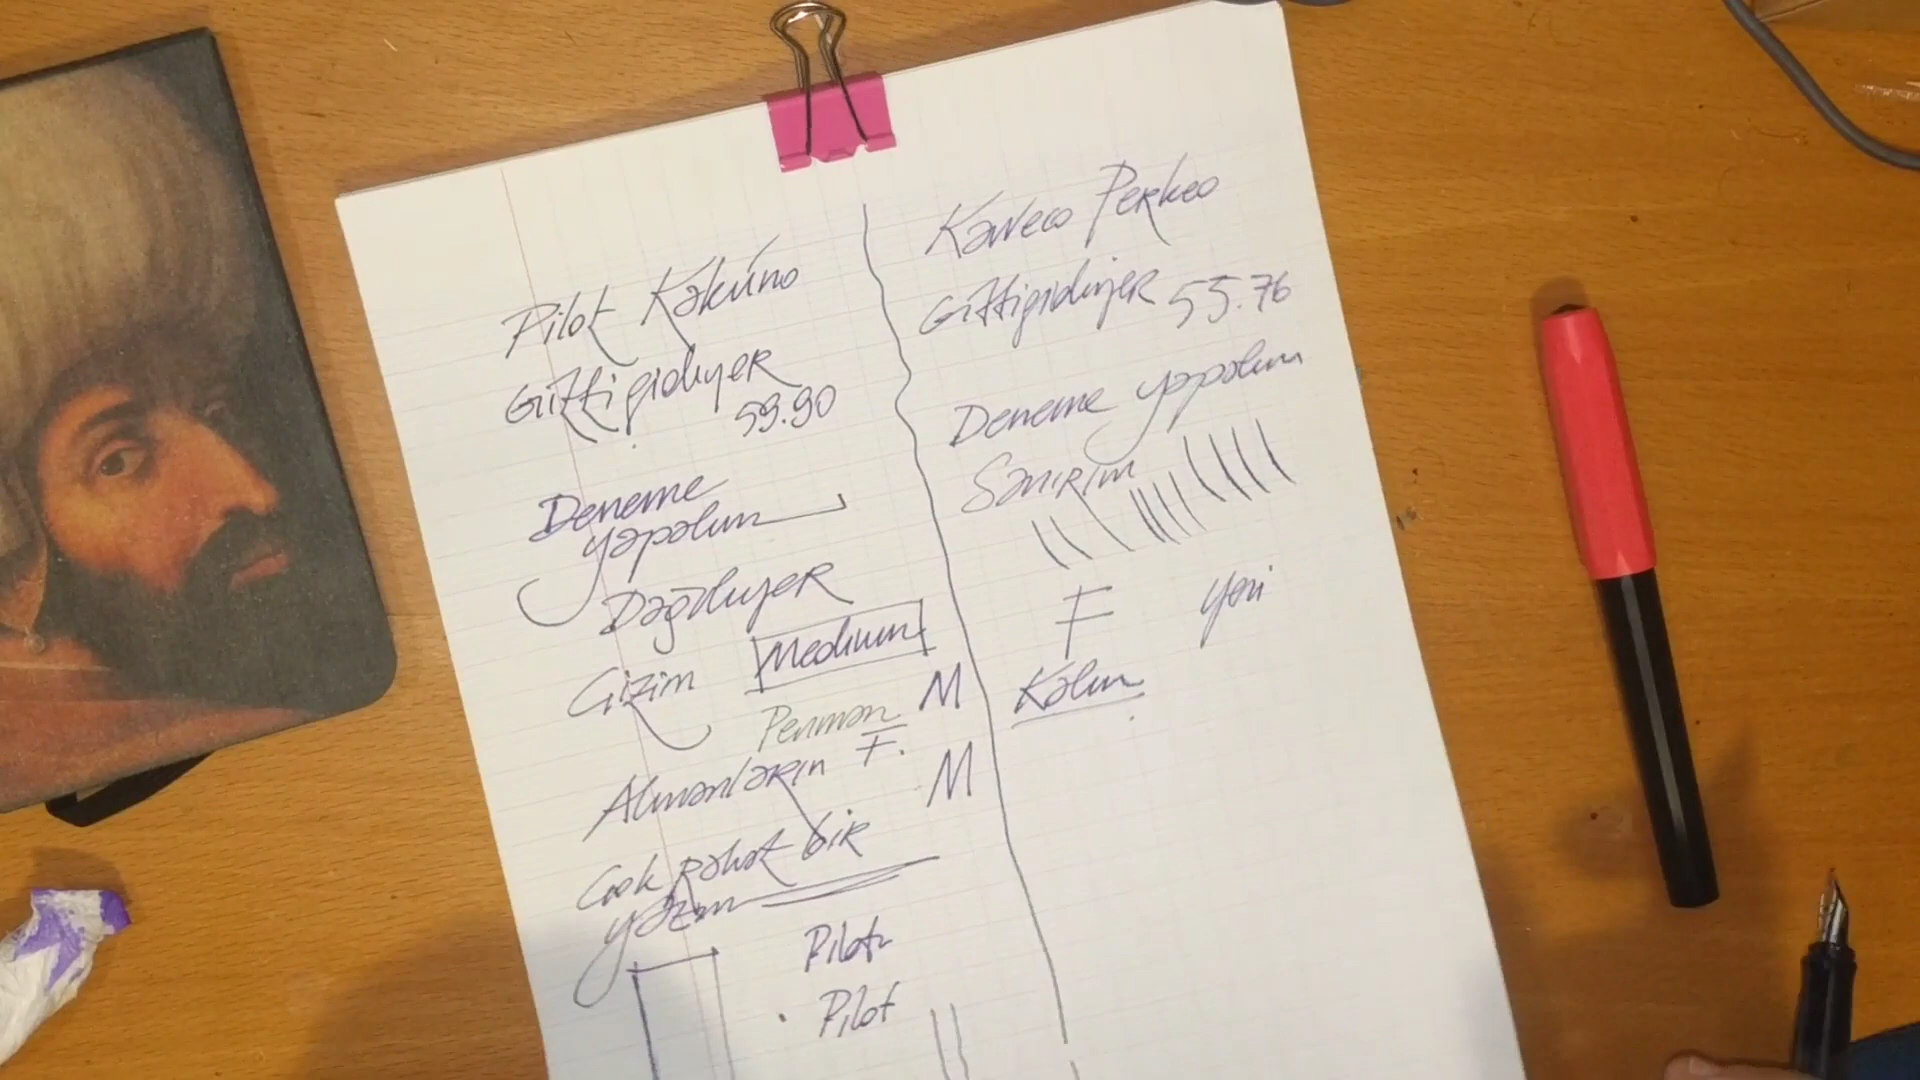 Pilot Kakuno
Gittigidiyor
59.90
Deneme
yapalım
Dağılıyor
Çizim Medium
Penman M
Almanların F. M
Çok rahat bir
yazım
Pilot
Pilot
Kaweco Perkeo
Gittigidiyor 55.76
Deneme yapalım
Sanırım
F Yani
Kalın